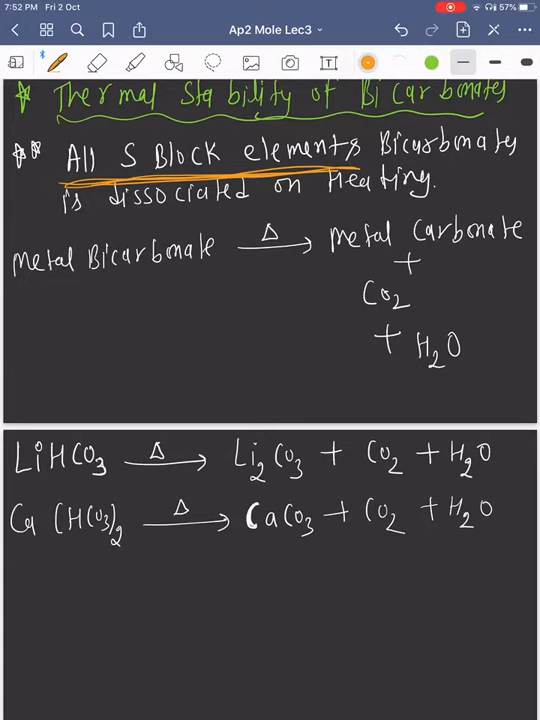 7:52 PM Fri 2 Oct
57%
Ap2 Mole Lec3
Thermal Stability of Bicarbonates
All S Block elements Bicarbonates
is dissociated on Heating.
Metal Bicarbonate Δ→ Metal Carbonate
+
CO2
+ H2O
LiHCO3 Δ→ Li2CO3 + CO2 + H2O
Ca(HCO3)2 Δ→ CaCO3 + CO2 + H2O